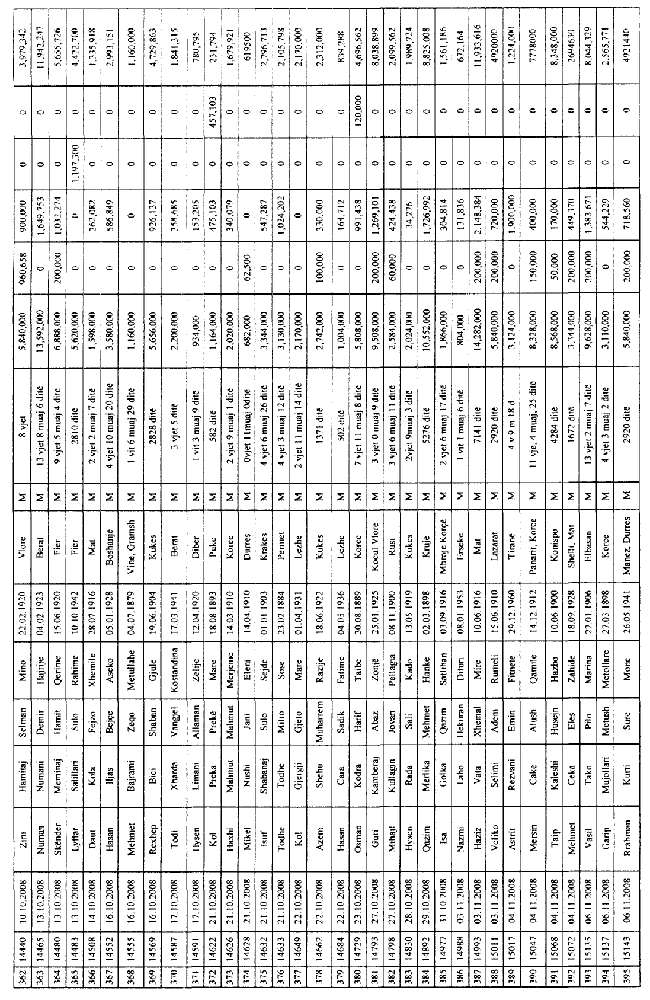 362 14440 10.10.2008 Zini Hamitaj Selman Mino 22.02.1920 Vlore M 8 vjet 5,840,000 960,658 900,000 0 0 3,979,342
363 14465 13.10.2008 Numan Numani Demir Hajrije 04.02.1923 Berat M 13 vjet 8 muaj 6 ditë 13,592,000 0 1,649,753 0 0 11,942,247
364 14480 13.10.2008 Skënder Meminaj Hamit Qerime 15.06.1920 Fier M 9 vjet 5 muaj 4 ditë 6,888,000 200,000 1,032,274 0 0 5,655,726
365 14483 13.10.2008 Lyftar Salillari Sulo Rahime 10.10.1942 Fier M 2810 ditë 5,620,000 0 0 1,197,300 0 4,422,700
366 14508 14.10.2008 Daut Kola Fejzo Xhemile 28.07.1916 Mat M 2 vjet 2 muaj 7 ditë 1,598,000 0 262,082 0 0 1,335,918
367 14552 16.10.2008 Hasan Iljas Bejçe Aseko 05.01.1928 Boshanjë M 4 vjet 10 muaj 20 ditë 3,580,000 0 586,849 0 0 2,993,151
368 14555 16.10.2008 Mehmet Bajrami Zeqo Metullahe 04.07.1879 Vine, Gramsh M 1 vit 6 muaj 29 ditë 1,160,000 0 0 0 0 1,160,000
369 14569 16.10.2008 Rexhep Bici Shaban Gjule 19.06.1904 Kukes M 2828 ditë 5,656,000 0 926,137 0 0 4,729,863
370 14587 17.10.2008 Todi Xharda Vangjel Kostandina 17.03.1941 Berat M 3 vjet 5 ditë 2,200,000 0 358,685 0 0 1,841,315
371 14591 17.10.2008 Hysen Limani Allaman Zelije 12.04.1920 Diber M 1 vit 3 muaj 9 ditë 934,000 0 153,205 0 0 780,795
372 14622 21.10.2008 Kol Preka Prekë Mare 18.08.1893 Puke M 582 ditë 1,164,000 0 475,103 0 457,103 231,794
373 14626 21.10.2008 Haxhi Mahmut Mahmut Merjeme 14.03.1910 Korce M 2 vjet 9 muaj 1 ditë 2,020,000 0 340,079 0 0 1,679,921
374 14628 21.10.2008 Mikel Nushi Jani Eleni 14.04.1910 Durres M 0vjet 11muaj 0ditë 682,000 62,500 0 0 0 619500
375 14632 21.10.2008 Isuf Shabanaj Sulo Sejde 01.01.1903 Krakes M 4 vjet 6 muaj 26 ditë 3,344,000 0 547,287 0 0 2,796,713
376 14633 21.10.2008 Todhe Todhe Mitro Sose 23.02.1884 Permet M 4 vjet 3 muaj 12 ditë 3,130,000 0 1,024,202 0 0 2,105,798
377 14649 22.10.2008 Kol Gjergji Gjeto Mare 01.04.1931 Lezhe M 2 vjet 11 muaj 14 ditë 2,170,000 0 0 0 0 2,170,000
378 14662 22.10.2008 Azem Shehu Muharrem Razije 18.06.1922 Kukes M 1371 ditë 2,742,000 100,000 330,000 0 0 2,312,000
379 14684 22.10.2008 Hasan Cara Sadik Fatime 04.05.1936 Lezhe M 502 ditë 1,004,000 0 164,712 0 0 839,288
380 14729 23.10.2008 Osman Kodra Harif Taibe 30.08.1889 Korce M 7 vjet 11 muaj 8 ditë 5,808,000 0 991,438 0 120,000 4,696,562
381 14793 27.10.2008 Guri Kamberaj Abaz Zonjë 25.01.1925 Kocul Vlore M 3 vjet 0 muaj 9 ditë 9,508,000 200,000 1,269,101 0 0 8,038,899
382 14798 27.10.2008 Mihajl Kullagin Jovan Pellagia 08.11.1900 Rusi M 3 vjet 6 muaj 11 ditë 2,584,000 60,000 424,438 0 0 2,099,562
383 14830 28.10.2008 Hysen Rada Sali Kado 13.05.1919 Kukes M 2vjet 9muaj 3 ditë 2,024,000 0 34,276 0 0 1,989,724
384 14892 29.10.2008 Qazim Merlika Mehmet Hanke 02.03.1898 Kruje M 5276 ditë 10,552,000 0 1,726,992 0 0 8,825,008
385 14977 31.10.2008 Isa Golka Qazim Satlihan 03.09.1916 Mbroje Korçë M 2 vjet 6 muaj 17 ditë 1,866,000 0 304,814 0 0 1,561,186
386 14988 03.11.2008 Nazmi Laho Hekuran Dituri 08.01.1953 Erseke M 1 vit 1 muaj 6 ditë 804,000 0 131,836 0 0 672,164
387 14993 03.11.2008 Haziz Vata Xhemal Mire 10.06.1916 Mat M 7141 ditë 14,282,000 200,000 2,148,384 0 0 11,933,616
388 15011 03.11.2008 Veliko Selimi Adem Rumeli 15.06.1910 Lazarat M 2920 ditë 5,840,000 200,000 720,000 0 0 4920000
389 15017 04.11.2008 Astrit Rezvani Emin Fitnete 29.12.1960 Tiranë M 4 v 9 m 18 d 3,124,000 0 1,900,000 0 0 1,224,000
390 15047 04.11.2008 Mersin Cake Alush Qamile 14.12.1912 Panarit, Korce M 11 vje, 4 muaj, 25 ditë 8,328,000 150,000 400,000 0 0 7778000
391 15068 04.11.2008 Taip Kaleshi Husejn Hazbo 10.06.1900 Konispo M 4284 ditë 8,568,000 50,000 170,000 0 0 8,348,000
392 15072 04.11.2008 Mehmet Ceka Eles Zahide 18.09.1928 Shelli, Mat M 1672 ditë 3,344,000 200,000 449,370 0 0 2694630
393 15135 06.11.2008 Vasil Tako Pilo Marina 22.01.1906 Elbasan M 13 vjet 2 muaj 7 ditë 9,628,000 200,000 1,383,671 0 0 8,044,329
394 15137 06.11.2008 Garip Mujollari Metush Metollare 27.03.1898 Korce M 4 vjet 3 muaj 2 ditë 3,110,000 0 544,229 0 0 2,565,771
395 15143 06.11.2008 Rrahman Kurti Sure Mone 26.05.1941 Manez, Durres M 2920 ditë 5,840,000 200,000 718,560 0 0 4921440